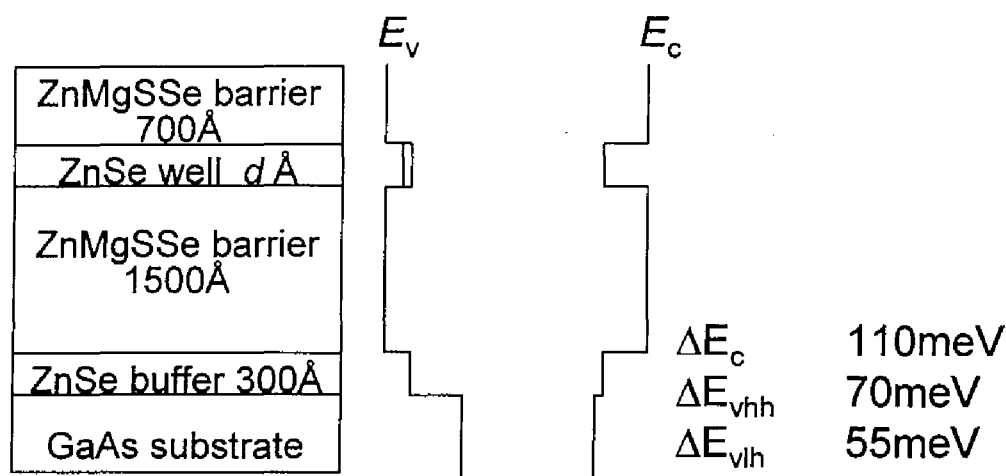 E_v
E_c
ZnMgSSe barrier
700Å
ZnSe well d Å
ZnMgSSe barrier
1500Å
ZnSe buffer 300Å
GaAs substrate
ΔE_c 110meV
ΔE_vhh 70meV
ΔE_vlh 55meV